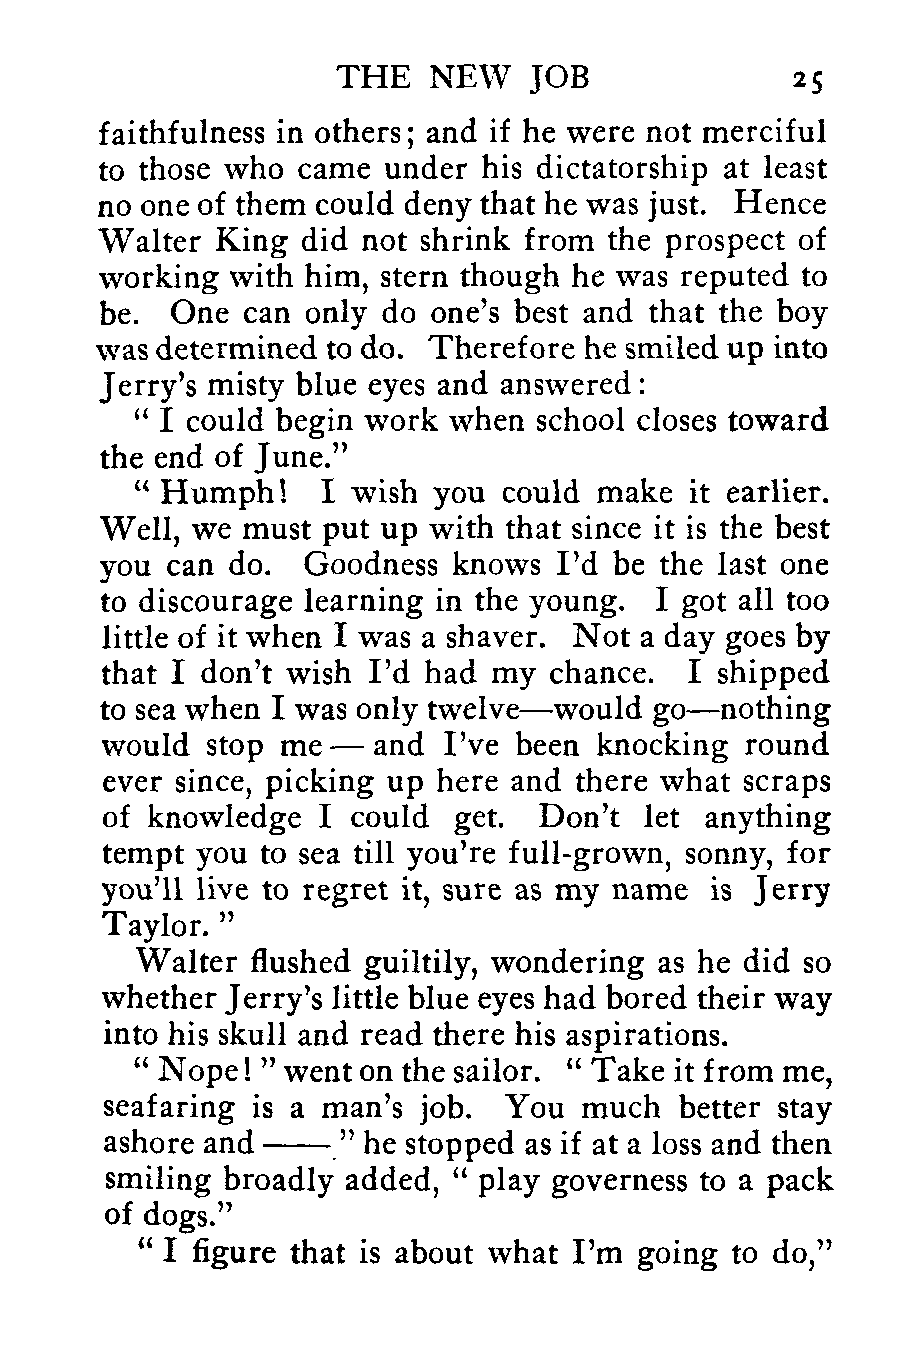 THE NEW JOB 25
faithfulness in others; and if he were not merciful
to those who came under his dictatorship at least
no one of them could deny that he was just. Hence
Walter King did not shrink from the prospect of
working with him, stern though he was reputed to
be. One can only do one's best and that the boy
was determined to do. Therefore he smiled up into
Jerry's misty blue eyes and answered:
“ I could begin work when school closes toward
the end of June.”
“ Humph! I wish you could make it earlier.
Well, we must put up with that since it is the best
you can do. Goodness knows I'd be the last one
to discourage learning in the young. I got all too
little of it when I was a shaver. Not a day goes by
that I don't wish I'd had my chance. I shipped
to sea when I was only twelve—would go—nothing
would stop me — and I've been knocking round
ever since, picking up here and there what scraps
of knowledge I could get. Don't let anything
tempt you to sea till you're full-grown, sonny, for
you'll live to regret it, sure as my name is Jerry
Taylor. ”
Walter flushed guiltily, wondering as he did so
whether Jerry's little blue eyes had bored their way
into his skull and read there his aspirations.
“ Nope! ” went on the sailor. “ Take it from me,
seafaring is a man's job. You much better stay
ashore and ——.” he stopped as if at a loss and then
smiling broadly added, “ play governess to a pack
of dogs.”
“ I figure that is about what I'm going to do,”